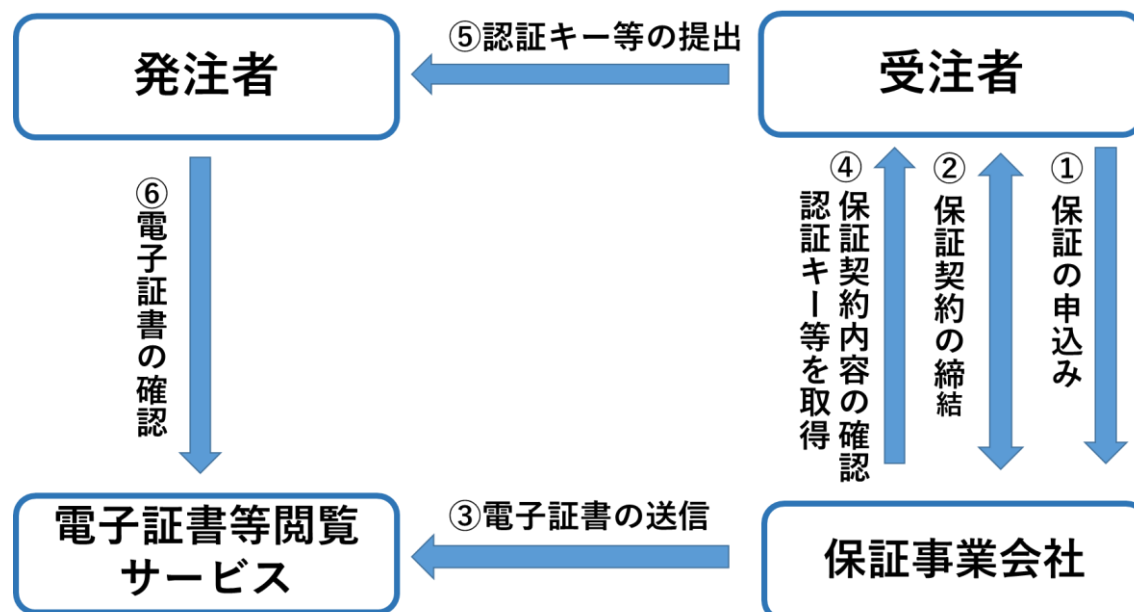 発注者
⑤認証キー等の提出
受注者
⑥電子証書の確認
④保証契約内容の確認
認証キー等を取得
②保証契約の締結
①保証の申込み
電子証書等閲覧
サービス
③電子証書の送信
保証事業会社